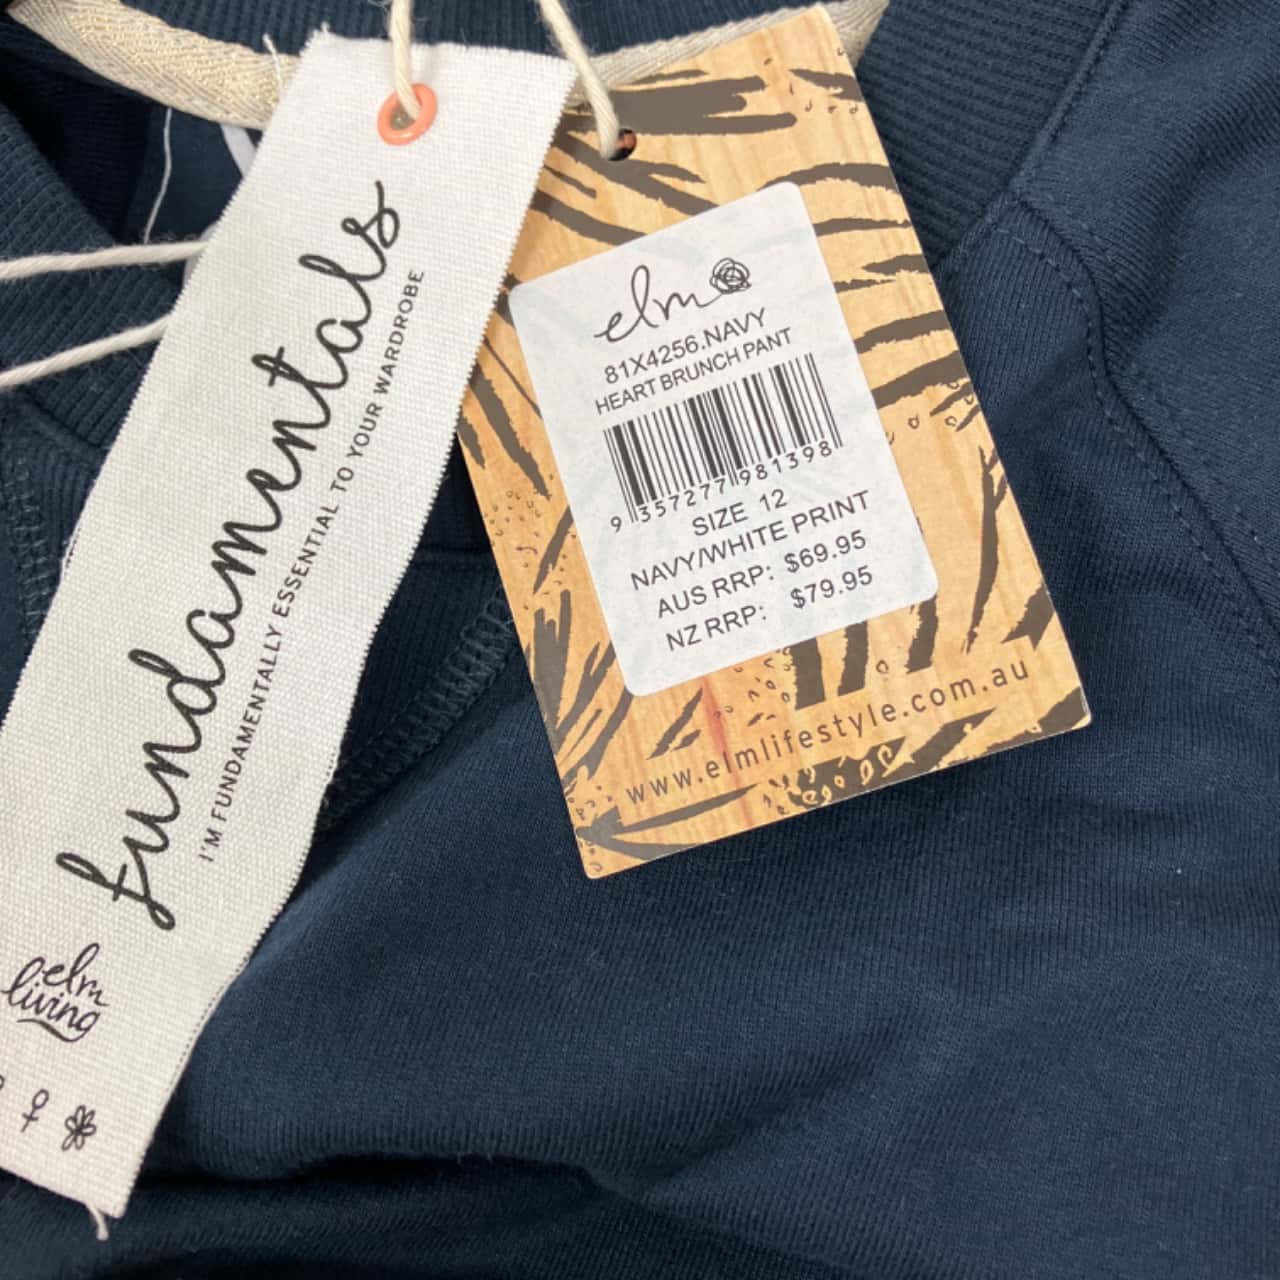 fundamentals
I'M FUNDAMENTALLY ESSENTIAL TO YOUR WARDROBE
elm
living
elm
81X4256.NAVY
HEART BRUNCH PANT
9 357277 981398
SIZE 12
NAVY/WHITE PRINT
AUS RRP: $69.95
NZ RRP: $79.95
www.elmlifestyle.com.au